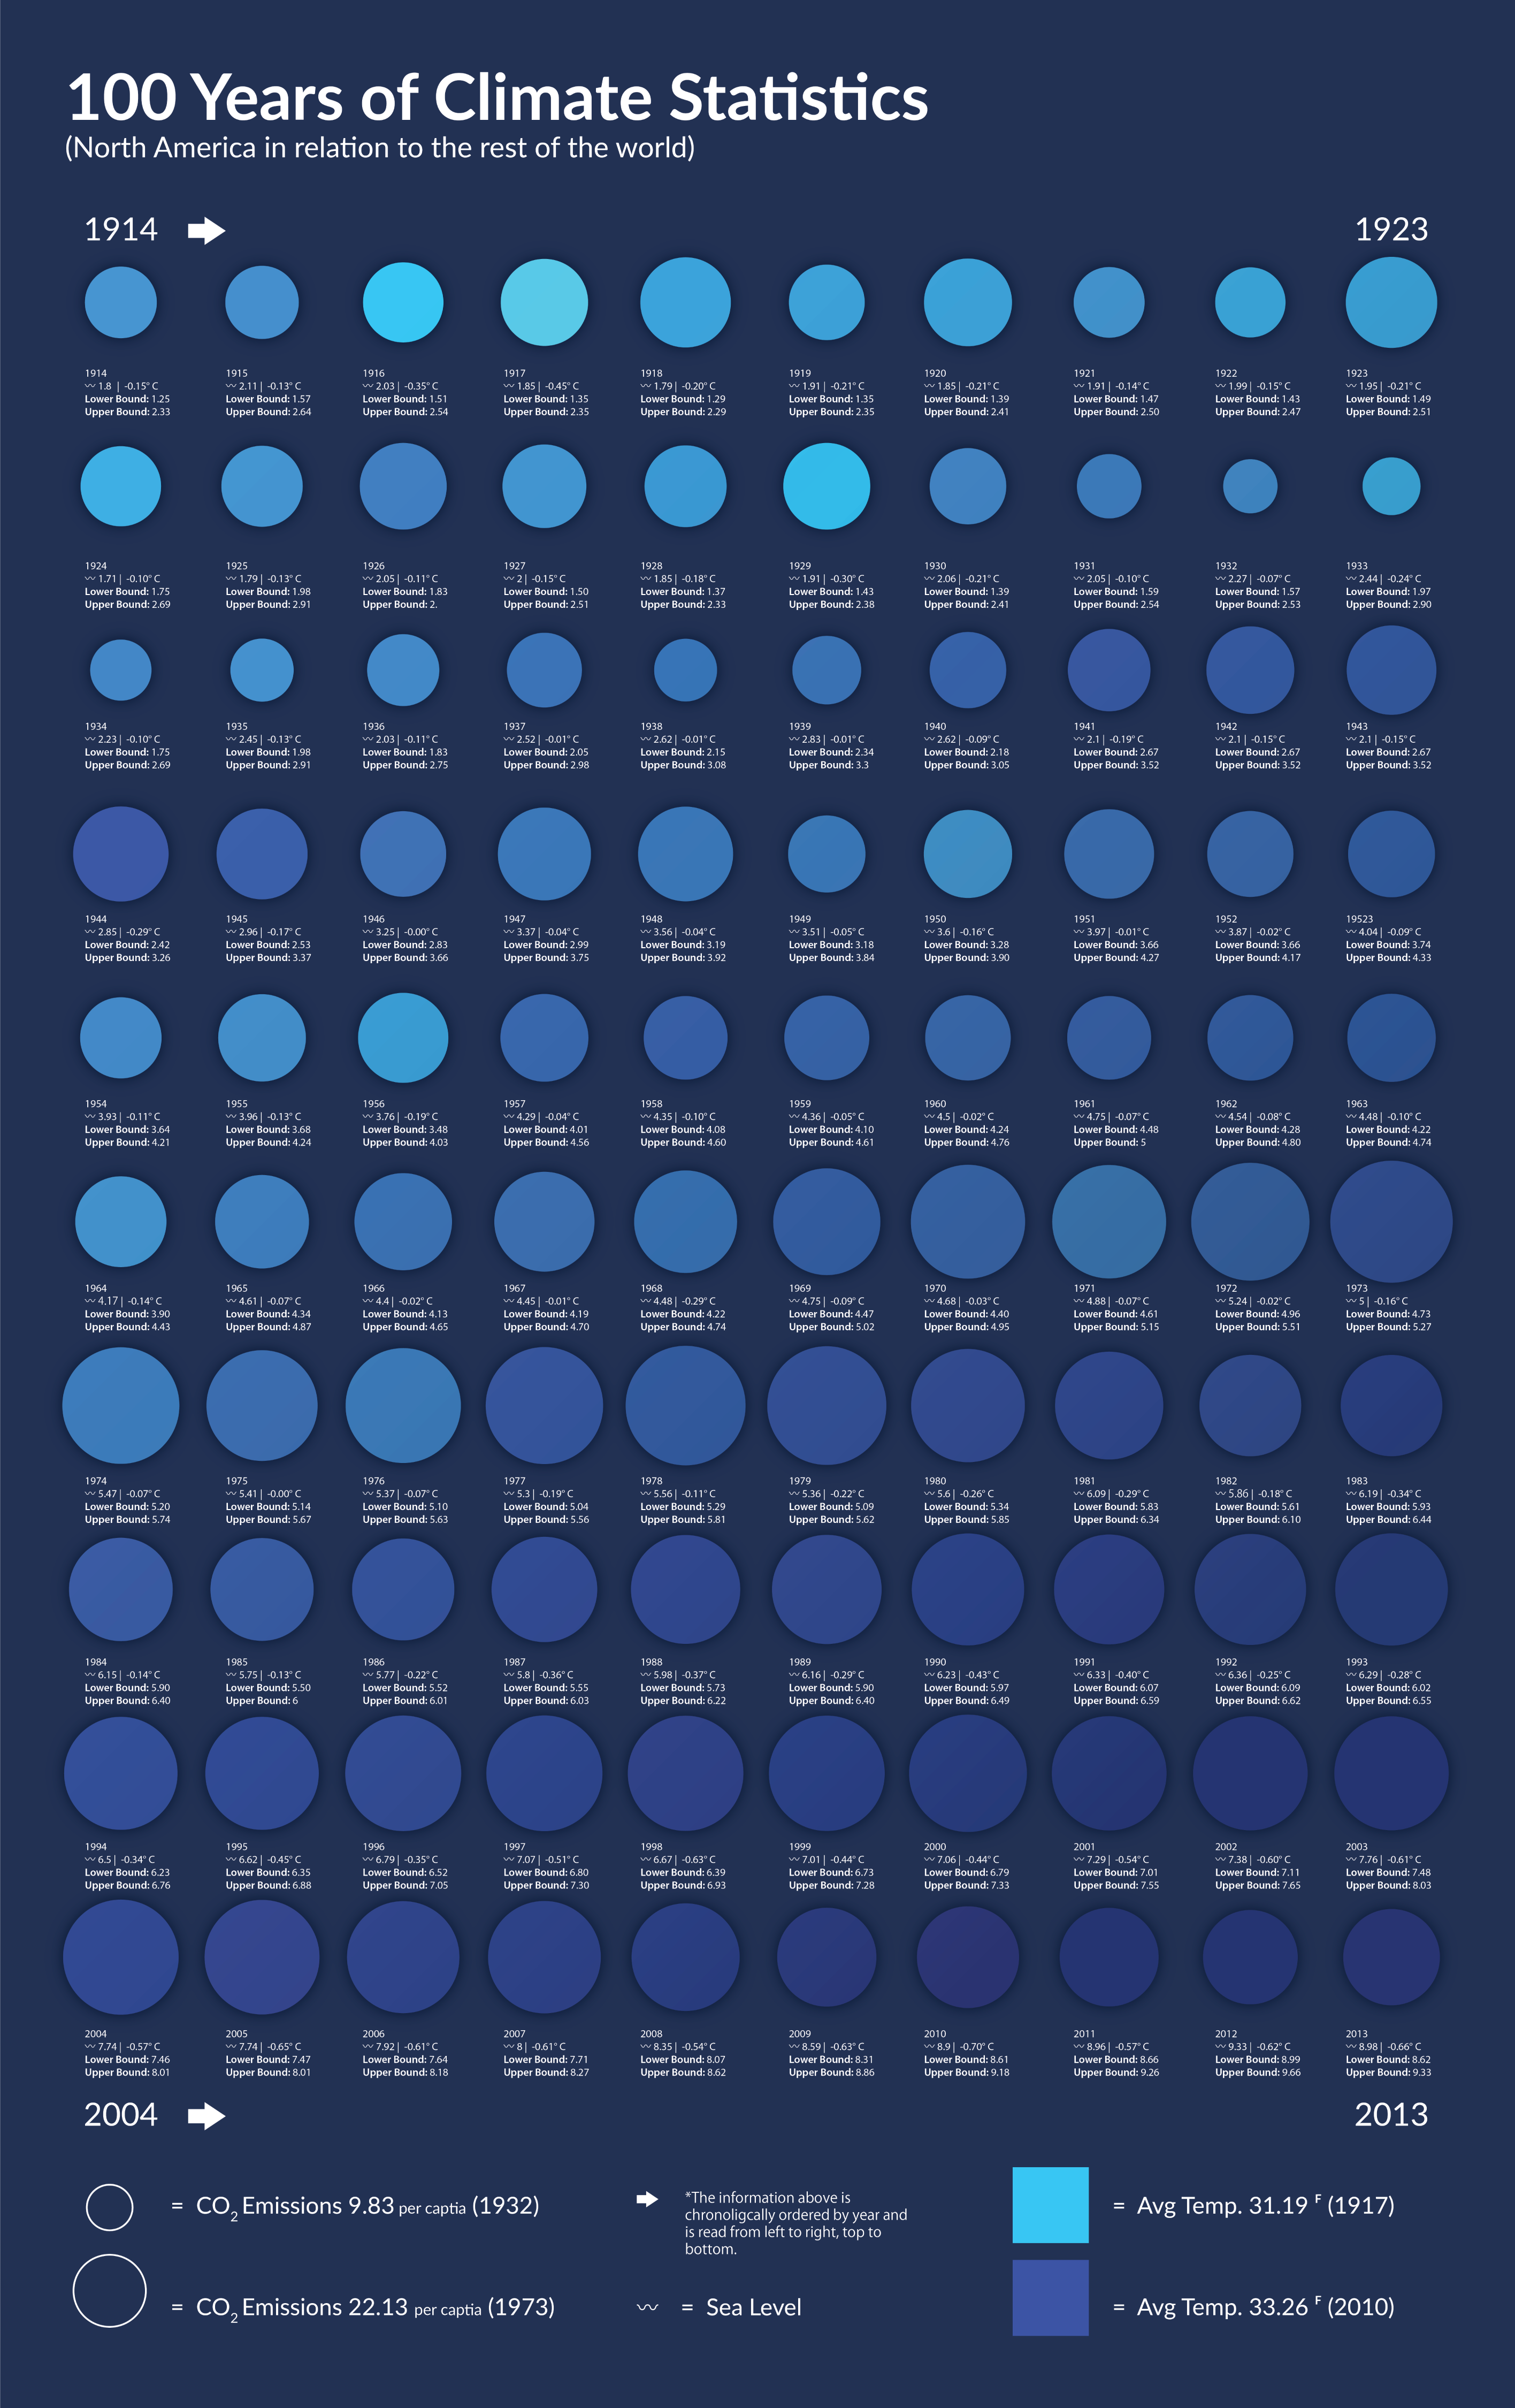 100 Years of Climate Statistics
(North America in relation to the rest of the world)
1914
1923
1914
1.8 | -0.15° C
Lower Bound: 1.25
Upper Bound: 2.33
1915
2.11 | -0.13° C
Lower Bound: 1.57
Upper Bound: 2.64
1916
2.03 | -0.35° C
Lower Bound: 1.51
Upper Bound: 2.54
1917
1.85 | -0.45° C
Lower Bound: 1.35
Upper Bound: 2.35
1918
1.79 | -0.20° C
Lower Bound: 1.29
Upper Bound: 2.29
1919
1.91 | -0.21° C
Lower Bound: 1.35
Upper Bound: 2.35
1920
1.85 | -0.21° C
Lower Bound: 1.39
Upper Bound: 2.41
1921
1.91 | -0.14° C
Lower Bound: 1.47
Upper Bound: 2.50
1922
1.99 | -0.15° C
Lower Bound: 1.43
Upper Bound: 2.47
1923
1.95 | -0.21° C
Lower Bound: 1.49
Upper Bound: 2.51
1924
1.71 | -0.10° C
Lower Bound: 1.75
Upper Bound: 2.69
1925
1.79 | -0.13° C
Lower Bound: 1.98
Upper Bound: 2.91
1926
2.05 | -0.11° C
Lower Bound: 1.83
Upper Bound: 2.
1927
2 | -0.15° C
Lower Bound: 1.50
Upper Bound: 2.51
1928
1.85 | -0.18° C
Lower Bound: 1.37
Upper Bound: 2.33
1929
1.91 | -0.30° C
Lower Bound: 1.43
Upper Bound: 2.38
1930
2.06 | -0.21° C
Lower Bound: 1.39
Upper Bound: 2.41
1931
2.05 | -0.10° C
Lower Bound: 1.59
Upper Bound: 2.54
1932
2.27 | -0.07° C
Lower Bound: 1.57
Upper Bound: 2.53
1933
2.44 | -0.24° C
Lower Bound: 1.97
Upper Bound: 2.90
1934
2.23 | -0.10° C
Lower Bound: 1.75
Upper Bound: 2.69
1935
2.45 | -0.13° C
Lower Bound: 1.98
Upper Bound: 2.91
1936
2.03 | -0.11° C
Lower Bound: 1.83
Upper Bound: 2.75
1937
2.52 | -0.01° C
Lower Bound: 2.05
Upper Bound: 2.98
1938
2.62 | -0.01° C
Lower Bound: 2.15
Upper Bound: 3.08
1939
2.83 | -0.01° C
Lower Bound: 2.34
Upper Bound: 3.3
1940
2.62 | -0.09° C
Lower Bound: 2.18
Upper Bound: 3.05
1941
2.1 | -0.19° C
Lower Bound: 2.67
Upper Bound: 3.52
1942
2.1 | -0.15° C
Lower Bound: 2.67
Upper Bound: 3.52
1943
2.1 | -0.15° C
Lower Bound: 2.67
Upper Bound: 3.52
1944
2.85 | -0.29° C
Lower Bound: 2.42
Upper Bound: 3.26
1945
2.96 | -0.17° C
Lower Bound: 2.53
Upper Bound: 3.37
1946
3.25 | -0.00° C
Lower Bound: 2.83
Upper Bound: 3.66
1947
3.37 | -0.04° C
Lower Bound: 2.99
Upper Bound: 3.75
1948
3.56 | -0.04° C
Lower Bound: 3.19
Upper Bound: 3.92
1949
3.51 | -0.05° C
Lower Bound: 3.18
Upper Bound: 3.84
1950
3.6 | -0.16° C
Lower Bound: 3.28
Upper Bound: 3.90
1951
3.97 | -0.01° C
Lower Bound: 3.66
Upper Bound: 4.27
1952
3.87 | -0.02° C
Lower Bound: 3.66
Upper Bound: 4.17
19523
4.04 | -0.09° C
Lower Bound: 3.74
Upper Bound: 4.33
1954
3.93 | -0.11° C
Lower Bound: 3.64
Upper Bound: 4.21
1955
3.96 | -0.13° C
Lower Bound: 3.68
Upper Bound: 4.24
1956
3.76 | -0.19° C
Lower Bound: 3.48
Upper Bound: 4.03
1957
4.29 | -0.04° C
Lower Bound: 4.01
Upper Bound: 4.56
1958
4.35 | -0.10° C
Lower Bound: 4.08
Upper Bound: 4.60
1959
4.36 | -0.05° C
Lower Bound: 4.10
Upper Bound: 4.61
1960
4.5 | -0.02° C
Lower Bound: 4.24
Upper Bound: 4.76
1961
4.75 | -0.07° C
Lower Bound: 4.48
Upper Bound: 5
1962
4.54 | -0.08° C
Lower Bound: 4.28
Upper Bound: 4.80
1963
4.48 | -0.10° C
Lower Bound: 4.22
Upper Bound: 4.74
1964
4.17 | -0.14° C
Lower Bound: 3.90
Upper Bound: 4.43
1965
4.61 | -0.07° C
Lower Bound: 4.34
Upper Bound: 4.87
1966
4.4 | -0.02° C
Lower Bound: 4.13
Upper Bound: 4.65
1967
4.45 | -0.01° C
Lower Bound: 4.19
Upper Bound: 4.70
1968
4.48 | -0.29° C
Lower Bound: 4.22
Upper Bound: 4.74
1969
4.75 | -0.09° C
Lower Bound: 4.47
Upper Bound: 5.02
1970
4.68 | -0.03° C
Lower Bound: 4.40
Upper Bound: 4.95
1971
4.88 | -0.07° C
Lower Bound: 4.61
Upper Bound: 5.15
1972
5.24 | -0.02° C
Lower Bound: 4.96
Upper Bound: 5.51
1973
5 | -0.16° C
Lower Bound: 4.73
Upper Bound: 5.27
1974
5.47 | -0.07° C
Lower Bound: 5.20
Upper Bound: 5.74
1975
5.41 | -0.00° C
Lower Bound: 5.14
Upper Bound: 5.67
1976
5.37 | -0.07° C
Lower Bound: 5.10
Upper Bound: 5.63
1977
5.3 | -0.19° C
Lower Bound: 5.04
Upper Bound: 5.56
1978
5.56 | -0.11° C
Lower Bound: 5.29
Upper Bound: 5.81
1979
5.36 | -0.22° C
Lower Bound: 5.09
Upper Bound: 5.62
1980
5.6 | -0.26° C
Lower Bound: 5.34
Upper Bound: 5.85
1981
6.09 | -0.29° C
Lower Bound: 5.83
Upper Bound: 6.34
1982
5.86 | -0.18° C
Lower Bound: 5.61
Upper Bound: 6.10
1983
6.19 | -0.34° C
Lower Bound: 5.93
Upper Bound: 6.44
1984
6.15 | -0.14° C
Lower Bound: 5.90
Upper Bound: 6.40
1985
5.75 | -0.13° C
Lower Bound: 5.50
Upper Bound: 6
1986
5.77 | -0.22° C
Lower Bound: 5.52
Upper Bound: 6.01
1987
5.8 | -0.36° C
Lower Bound: 5.55
Upper Bound: 6.03
1988
5.98 | -0.37° C
Lower Bound: 5.73
Upper Bound: 6.22
1989
6.16 | -0.29° C
Lower Bound: 5.90
Upper Bound: 6.40
1990
6.23 | -0.43° C
Lower Bound: 5.97
Upper Bound: 6.49
1991
6.33 | -0.40° C
Lower Bound: 6.07
Upper Bound: 6.59
1992
6.36 | -0.25° C
Lower Bound: 6.09
Upper Bound: 6.62
1993
6.29 | -0.28° C
Lower Bound: 6.02
Upper Bound: 6.55
1994
6.5 | -0.34° C
Lower Bound: 6.23
Upper Bound: 6.76
1995
6.62 | -0.45° C
Lower Bound: 6.35
Upper Bound: 6.88
1996
6.79 | -0.35° C
Lower Bound: 6.52
Upper Bound: 7.05
1997
7.07 | -0.51° C
Lower Bound: 6.80
Upper Bound: 7.30
1998
6.67 | -0.63° C
Lower Bound: 6.39
Upper Bound: 6.93
1999
7.01 | -0.44° C
Lower Bound: 6.73
Upper Bound: 7.28
2000
7.06 | -0.44° C
Lower Bound: 6.79
Upper Bound: 7.33
2001
7.29 | -0.54° C
Lower Bound: 7.01
Upper Bound: 7.55
2002
7.38 | -0.60° C
Lower Bound: 7.11
Upper Bound: 7.65
2003
7.76 | -0.61° C
Lower Bound: 7.48
Upper Bound: 8.03
2004
7.74 | -0.57° C
Lower Bound: 7.46
Upper Bound: 8.01
2005
7.74 | -0.65° C
Lower Bound: 7.47
Upper Bound: 8.01
2006
7.92 | -0.61° C
Lower Bound: 7.64
Upper Bound: 8.18
2007
8 | -0.61° C
Lower Bound: 7.71
Upper Bound: 8.27
2008
8.35 | -0.54° C
Lower Bound: 8.07
Upper Bound: 8.62
2009
8.59 | -0.63° C
Lower Bound: 8.31
Upper Bound: 8.86
2010
8.9 | -0.70° C
Lower Bound: 8.61
Upper Bound: 9.18
2011
8.96 | -0.57° C
Lower Bound: 8.66
Upper Bound: 9.26
2012
9.33 | -0.62° C
Lower Bound: 8.99
Upper Bound: 9.66
2013
8.98 | -0.66° C
Lower Bound: 8.62
Upper Bound: 9.33
2004
2013
= CO2 Emissions 9.83 per captia (1932)
= CO2 Emissions 22.13 per captia (1973)
*The information above is
chronoligcally ordered by year and
is read from left to right, top to
bottom.
= Sea Level
= Avg Temp. 31.19 F (1917)
= Avg Temp. 33.26 F (2010)